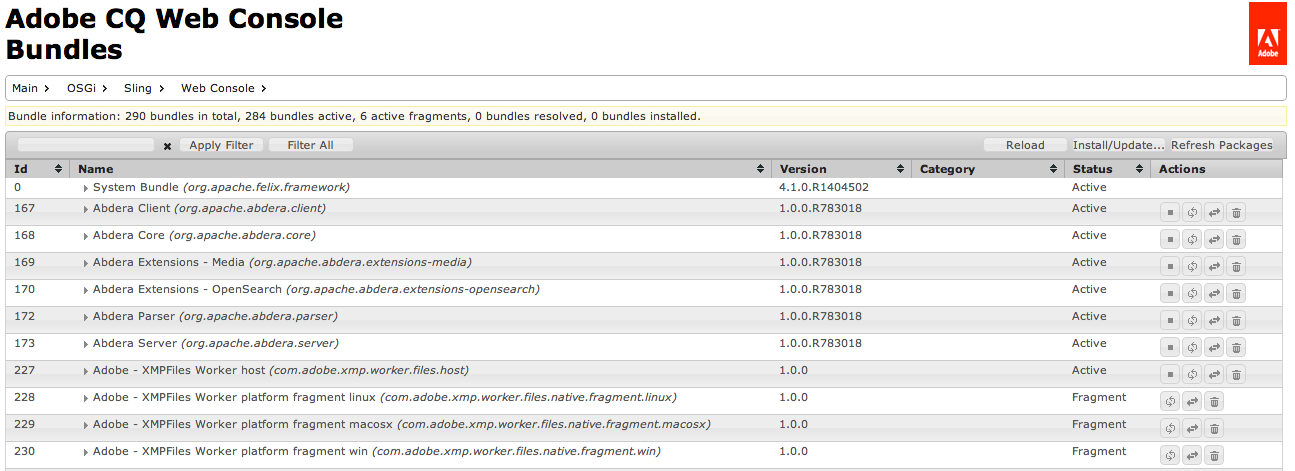 Adobe CQ Web Console
Bundles
Adobe
Main OSGi Sling Web Console
Bundle information: 290 bundles in total, 284 bundles active, 6 active fragments, 0 bundles resolved, 0 bundles installed.
Apply Filter Filter All Reload Install/Update... Refresh Packages
Id Name Version Category Status Actions
0 System Bundle (org.apache.felix.framework) 4.1.0.R1404502 Active
167 Abdera Client (org.apache.abdera.client) 1.0.0.R783018 Active
168 Abdera Core (org.apache.abdera.core) 1.0.0.R783018 Active
169 Abdera Extensions - Media (org.apache.abdera.extensions-media) 1.0.0.R783018 Active
170 Abdera Extensions - OpenSearch (org.apache.abdera.extensions-opensearch) 1.0.0.R783018 Active
172 Abdera Parser (org.apache.abdera.parser) 1.0.0.R783018 Active
173 Abdera Server (org.apache.abdera.server) 1.0.0.R783018 Active
227 Adobe - XMPFiles Worker host (com.adobe.xmp.worker.files.host) 1.0.0 Active
228 Adobe - XMPFiles Worker platform fragment linux (com.adobe.xmp.worker.files.native.fragment.linux) 1.0.0 Fragment
229 Adobe - XMPFiles Worker platform fragment macosx (com.adobe.xmp.worker.files.native.fragment.macosx) 1.0.0 Fragment
230 Adobe - XMPFiles Worker platform fragment win (com.adobe.xmp.worker.files.native.fragment.win) 1.0.0 Fragment